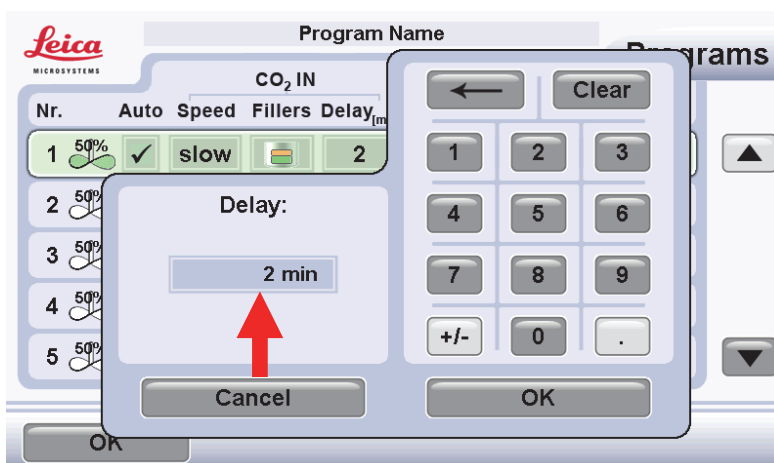 Leica
MICROSYSTEMS
Program Name
Programs
CO₂ IN
Nr. Auto Speed Fillers Delay[m
1 50% ✓ slow 2
2 50%
3 50%
4 50%
5 50%
Delay:
2 min
Cancel
← Clear
1 2 3
4 5 6
7 8 9
+/- 0 .
OK
OK